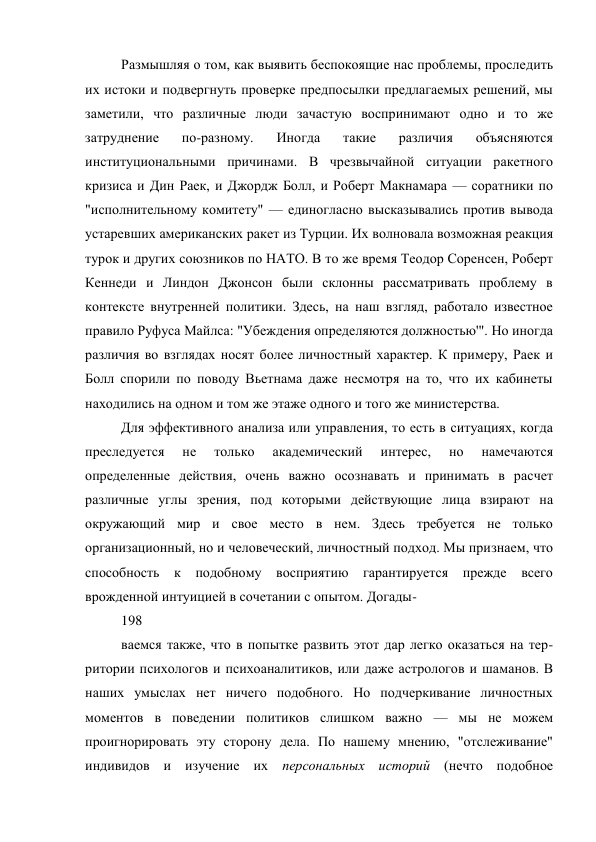 Размышляя о том, как выявить беспокоящие нас проблемы, проследить
их истоки и подвергнуть проверке предпосылки предлагаемых решений, мы
заметили, что различные люди зачастую воспринимают одно и то же
затруднение по-разному. Иногда такие различия объясняются
институциональными причинами. В чрезвычайной ситуации ракетного
кризиса и Дин Раек, и Джордж Болл, и Роберт Макнамара — соратники по
"исполнительному комитету" — единогласно высказывались против вывода
устаревших американских ракет из Турции. Их волновала возможная реакция
турок и других союзников по НАТО. В то же время Теодор Соренсен, Роберт
Кеннеди и Линдон Джонсон были склонны рассматривать проблему в
контексте внутренней политики. Здесь, на наш взгляд, работало известное
правило Руфуса Майлса: "Убеждения определяются должностью'". Но иногда
различия во взглядах носят более личностный характер. К примеру, Раек и
Болл спорили по поводу Вьетнама даже несмотря на то, что их кабинеты
находились на одном и том же этаже одного и того же министерства.
Для эффективного анализа или управления, то есть в ситуациях, когда
преследуется не только академический интерес, но намечаются
определенные действия, очень важно осознавать и принимать в расчет
различные углы зрения, под которыми действующие лица взирают на
окружающий мир и свое место в нем. Здесь требуется не только
организационный, но и человеческий, личностный подход. Мы признаем, что
способность к подобному восприятию гарантируется прежде всего
врожденной интуицией в сочетании с опытом. Догады-
198
ваемся также, что в попытке развить этот дар легко оказаться на тер-
ритории психологов и психоаналитиков, или даже астрологов и шаманов. В
наших умыслах нет ничего подобного. Но подчеркивание личностных
моментов в поведении политиков слишком важно — мы не можем
проигнорировать эту сторону дела. По нашему мнению, "отслеживание"
индивидов и изучение их персональных историй (нечто подобное